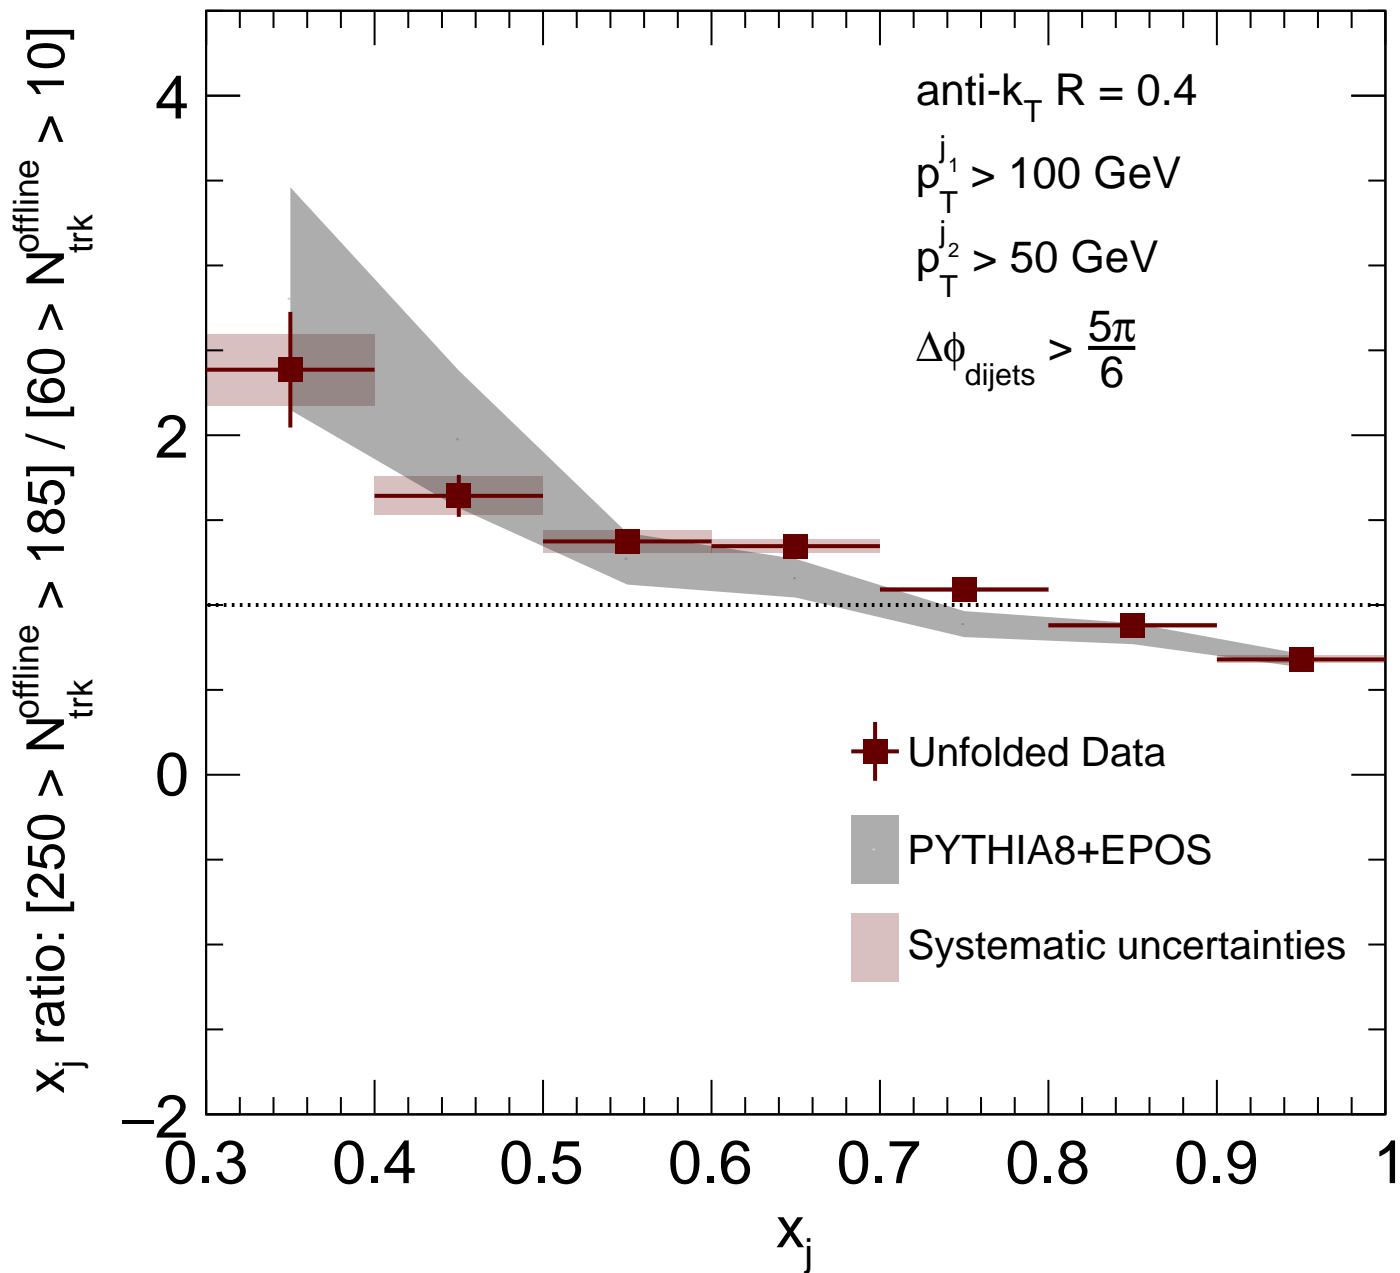 x_j ratio: [250 > N_trk^offline > 185] / [60 > N_trk^offline > 10]
4
2
0
−2
anti-k_T R = 0.4
p_T^j_1 > 100 GeV
p_T^j_2 > 50 GeV
Δϕ_dijets > 5π/6
Unfolded Data
PYTHIA8+EPOS
Systematic uncertainties
0.3 0.4 0.5 0.6 0.7 0.8 0.9 1
x_j